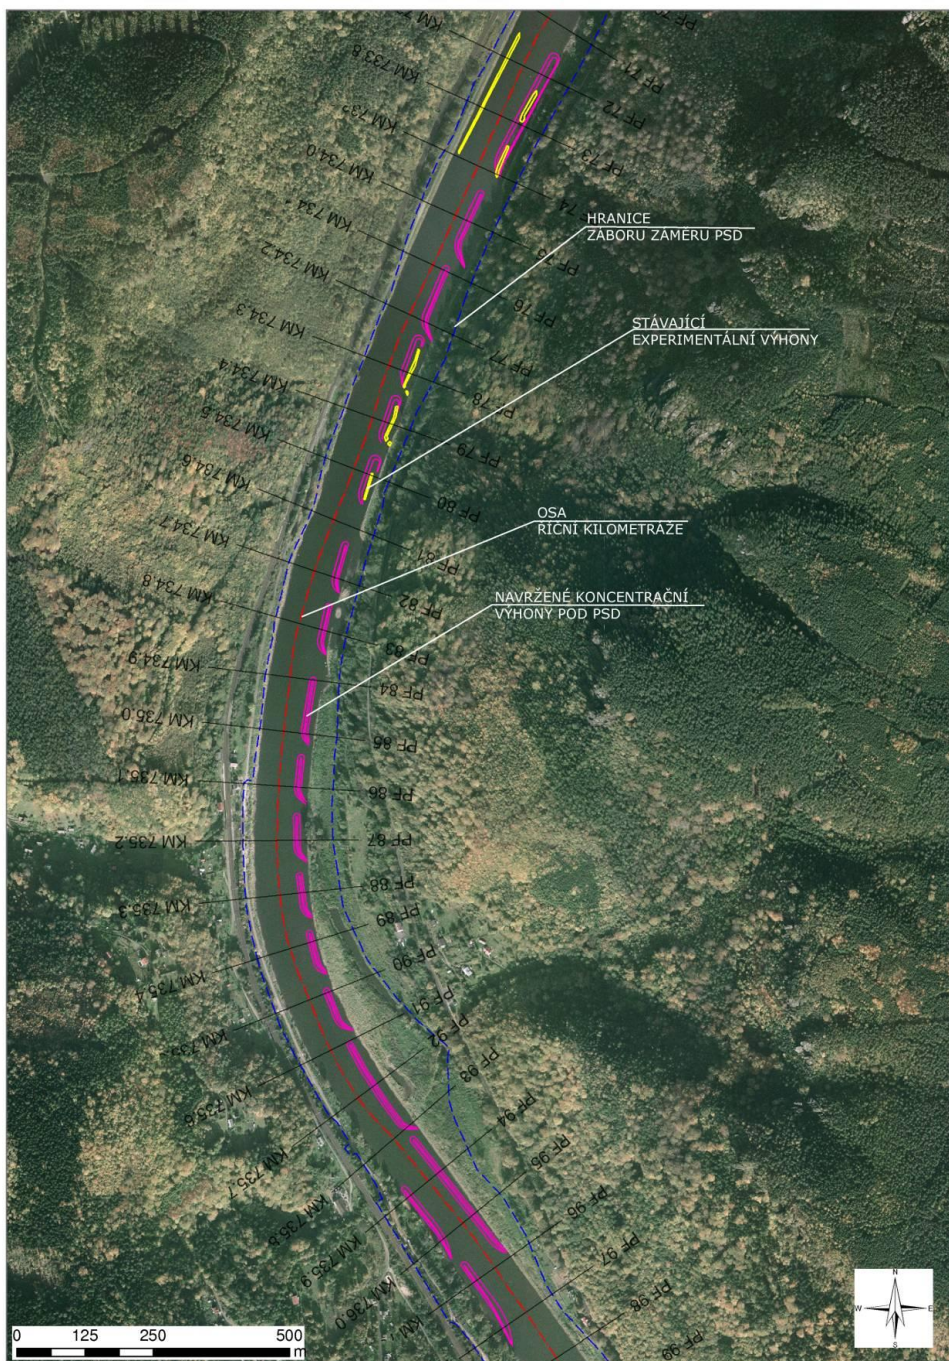 PF 71
KM 733.8
PF 72
PF 73
KM 734.0
PF 74
KM 734
HRANICE
ZÁBORU ZÁMĚRU PSD
KM 734.2
PF 76
STÁVAJÍCÍ
EXPERIMENTÁLNÍ VÝHONY
KM 734.3
PF 77
KM 734.4
PF 78
KM 734.5
PF 79
KM 734.6
PF 80
OSA
ŘÍČNÍ KILOMETRÁŽE
KM 734.7
PF 81
NAVRŽENÉ KONCENTRAČNÍ
VÝHONY POD PSD
KM 734.8
PF 82
PF 83
KM 734.9
PF 84
KM 735.0
PF 85
KM 735.1
PF 86
KM 735.2
PF 87
KM 735.3
PF 88
PF 89
KM 735.4
PF 90
KM 735
PF 91
PF 92
KM 735.6
PF 93
KM 735.7
PF 94
KM 735.8
PF 95
KM 735.9
PF 96
KM 736.0
PF 97
KM
PF 98
PF 99
N
W E
S
0 125 250 500
m